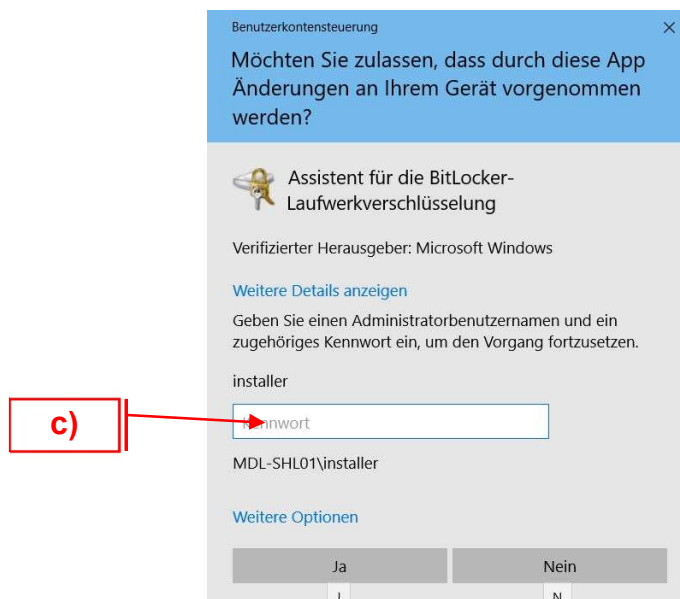 Benutzerkontensteuerung
Möchten Sie zulassen, dass durch diese App
Änderungen an Ihrem Gerät vorgenommen
werden?
Assistent für die BitLocker-
Laufwerkverschlüsselung
Verifizierter Herausgeber: Microsoft Windows
Weitere Details anzeigen
Geben Sie einen Administratorbenutzernamen und ein
zugehöriges Kennwort ein, um den Vorgang fortzusetzen.
installer
c)
Kennwort
MDL-SHL01\installer
Weitere Optionen
Ja
Nein
J
N